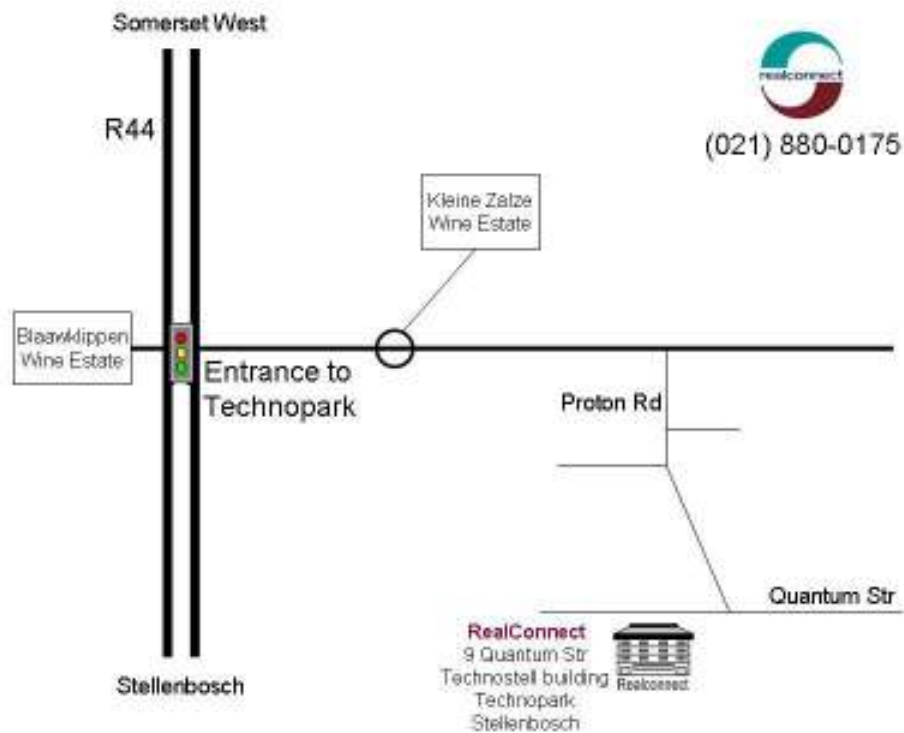 Somerset West
R44
realconnect
(021) 880-0175
Kleine Zalze
Wine Estate
Blaawklippen
Wine Estate
Entrance to
Technopark
Proton Rd
Quantum Str
RealConnect
9 Quantum Str
Technostell building
Technopark
Stellenbosch
Realconnect
Stellenbosch